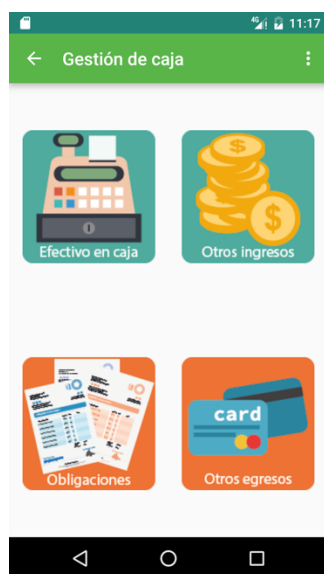 4G 11:17
Gestión de caja
Efectivo en caja
Otros ingresos
Obligaciones
card
Otros egresos